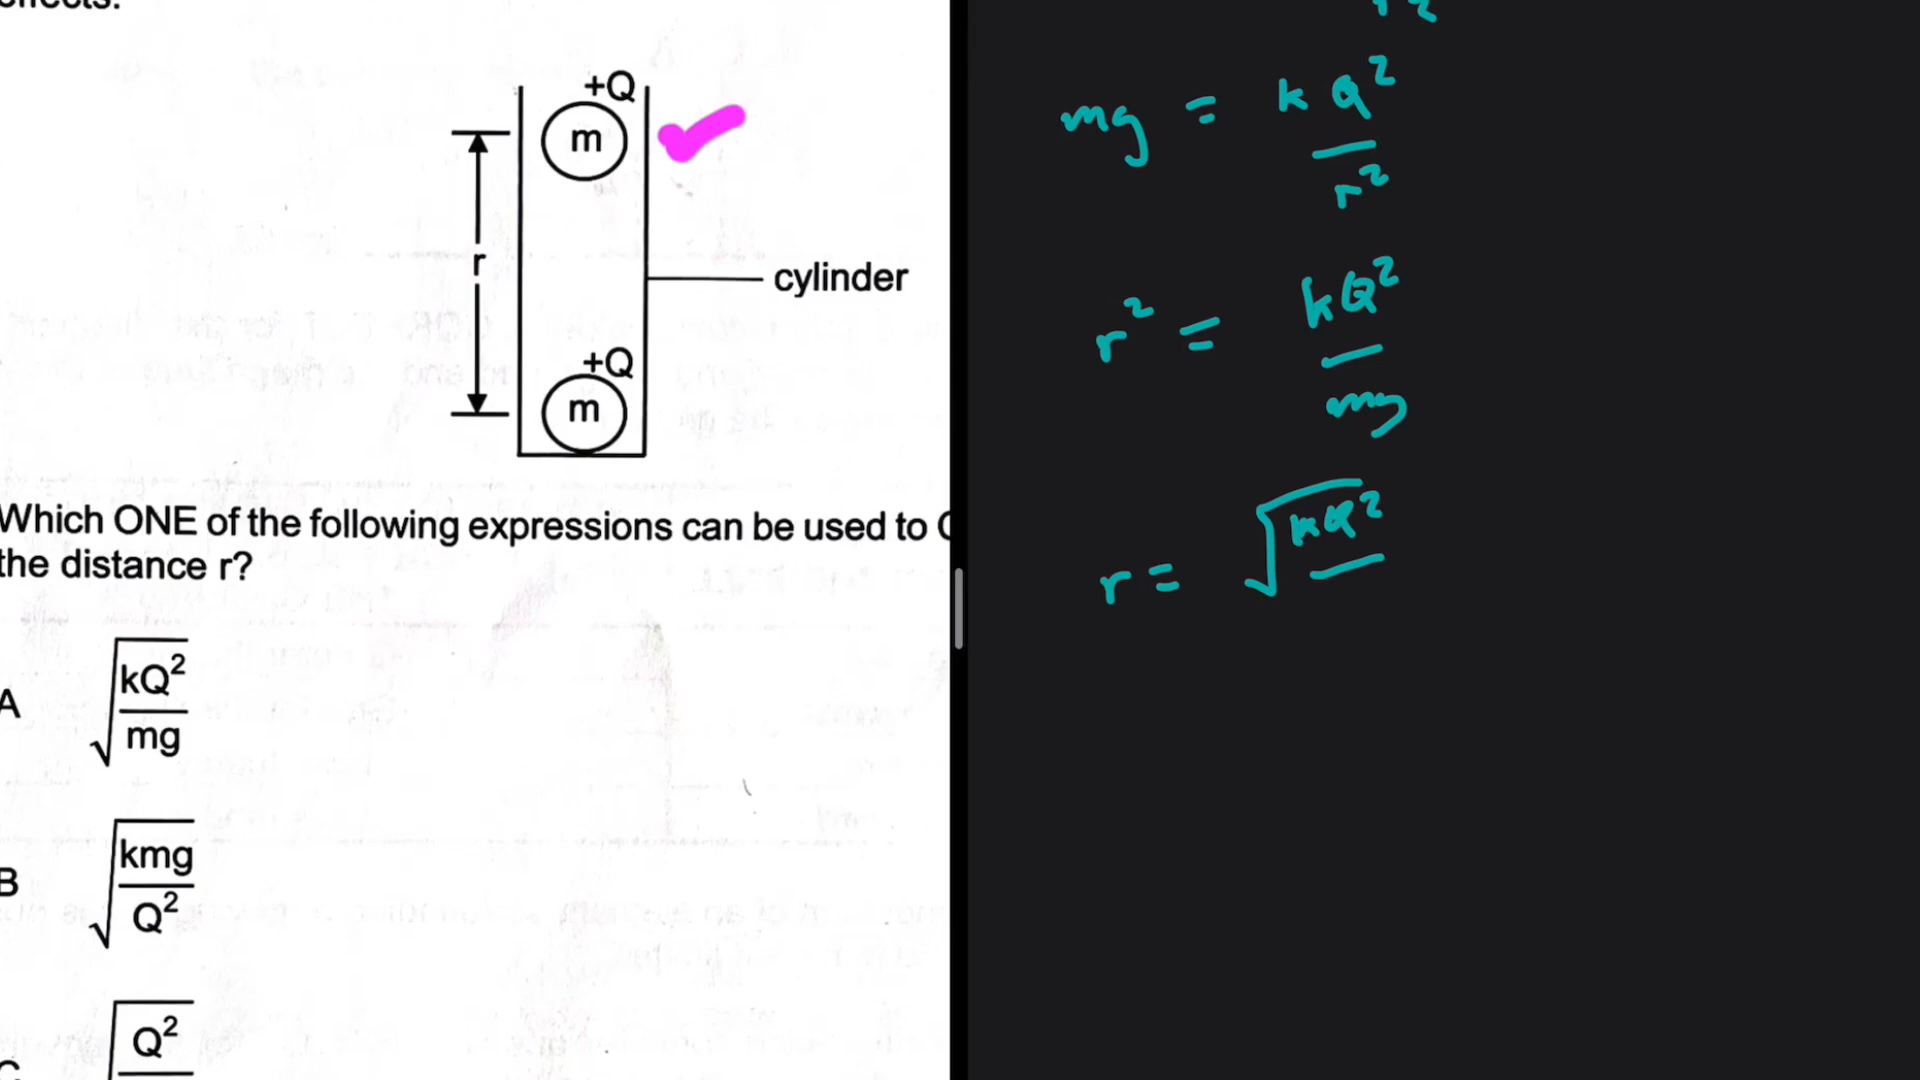 +Q
m
r
cylinder
+Q
m
Which ONE of the following expressions can be used to
the distance r?
A √(kQ²/mg)
B √(kmg/Q²)
Q²
mg = kQ²/r²
r² = kQ²/mg
r = √kQ²